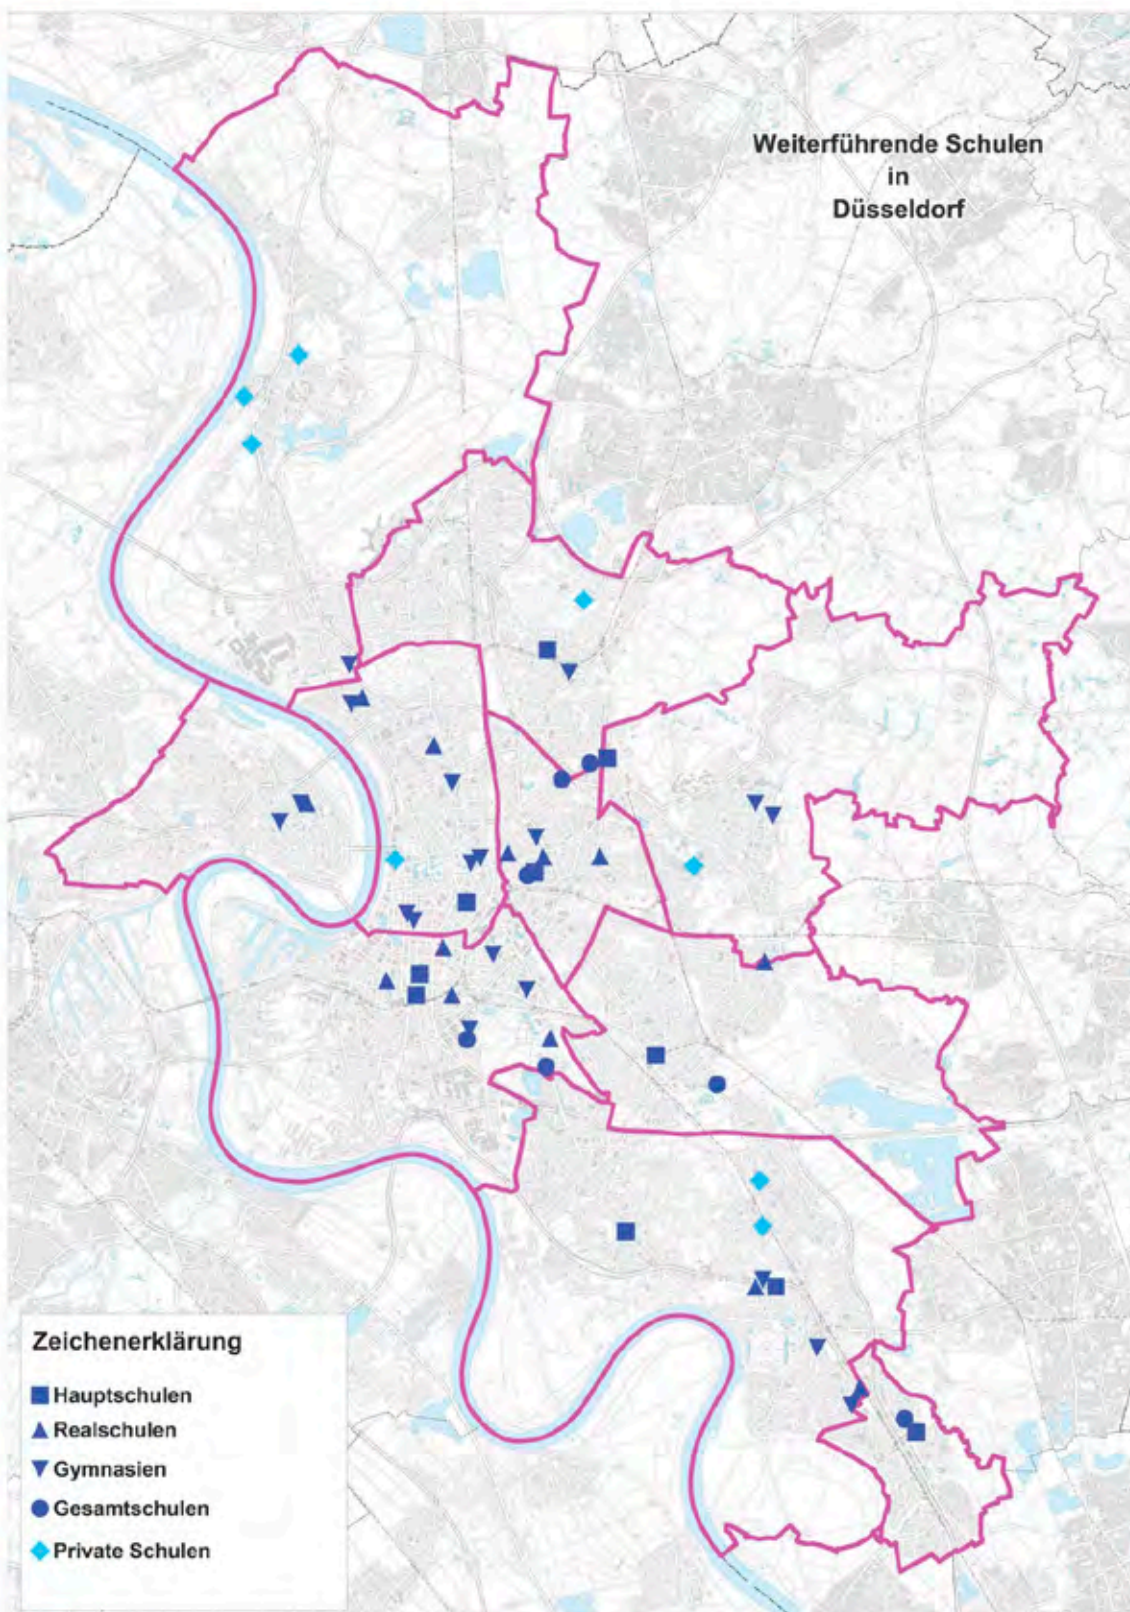 Weiterführende Schulen
in
Düsseldorf
Zeichenerklärung
Hauptschulen
Realschulen
Gymnasien
Gesamtschulen
Private Schulen